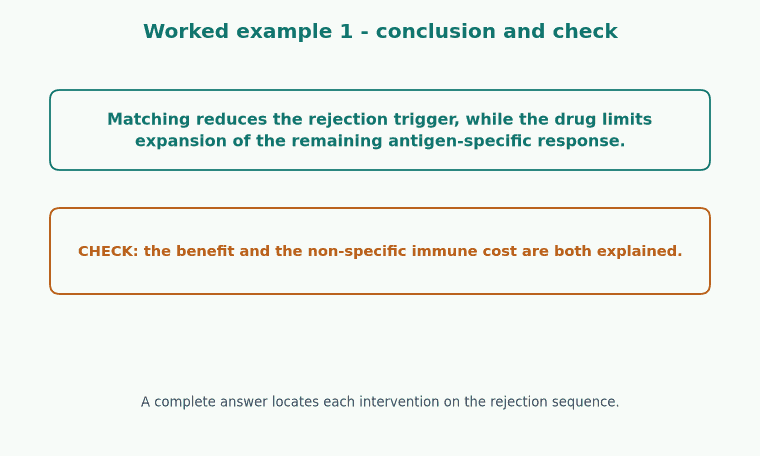 Worked example 1 - conclusion and check
Matching reduces the rejection trigger, while the drug limits
expansion of the remaining antigen-specific response.
CHECK: the benefit and the non-specific immune cost are both explained.
A complete answer locates each intervention on the rejection sequence.